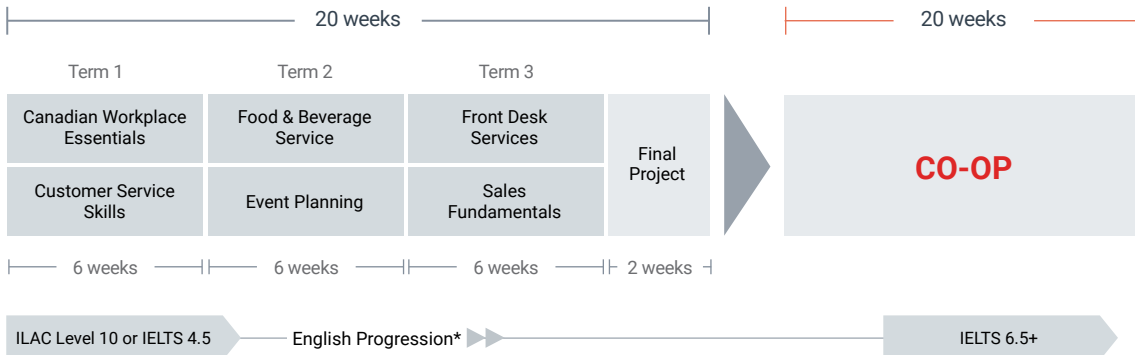 20 weeks
20 weeks
Term 1
Term 2
Term 3
Canadian Workplace
Essentials
Food & Beverage
Service
Front Desk
Services
Final
Project
CO-OP
Customer Service
Skills
Event Planning
Sales
Fundamentals
6 weeks
6 weeks
6 weeks
2 weeks
ILAC Level 10 or IELTS 4.5
English Progression*
IELTS 6.5+